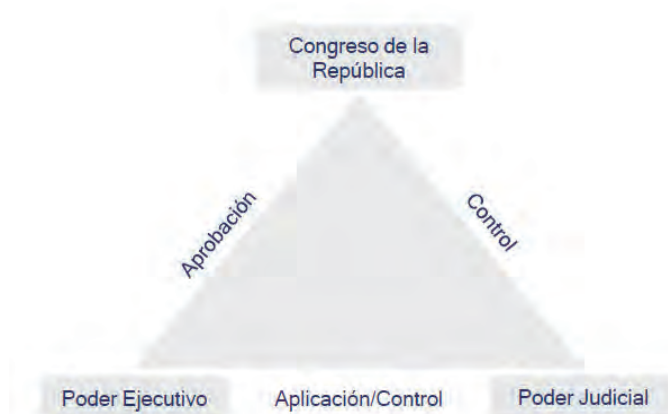 Congreso de la
República
Aprobación
Control
Poder Ejecutivo
Aplicación/Control
Poder Judicial